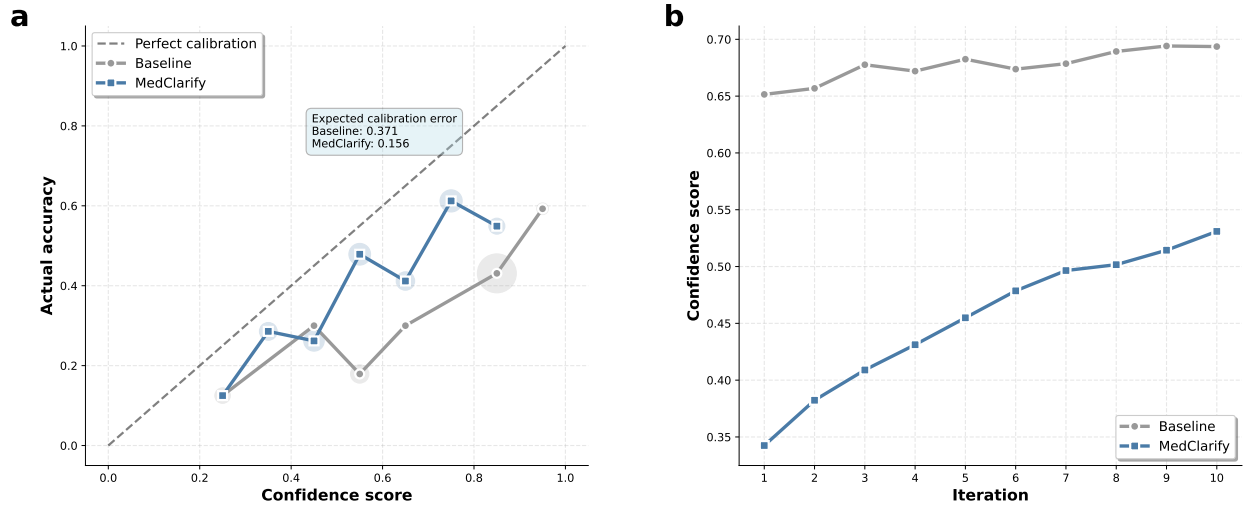 a
Perfect calibration
Baseline
MedClarify
Expected calibration error
Baseline: 0.371
MedClarify: 0.156
1.0
0.8
0.6
0.4
0.2
0.0
Actual accuracy
0.0 0.2 0.4 0.6 0.8 1.0
Confidence score
b
0.70
0.65
0.60
0.55
0.50
0.45
0.40
0.35
Confidence score
Baseline
MedClarify
1 2 3 4 5 6 7 8 9 10
Iteration